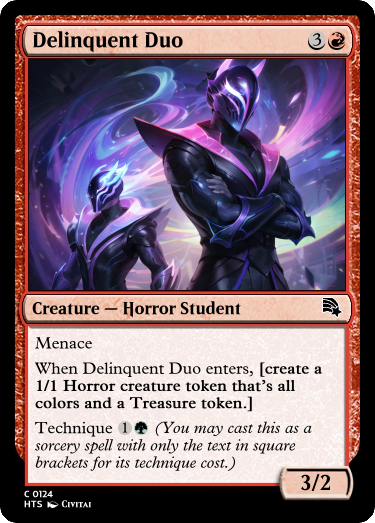 Delinquent Duo 3
Creature — Horror Student
Menace
When Delinquent Duo enters, [create a
1/1 Horror creature token that's all
colors and a Treasure token.]
Technique 1 (You may cast this as a
sorcery spell with only the text in square
brackets for its technique cost.)
3/2
C 0124
HTS Civitai